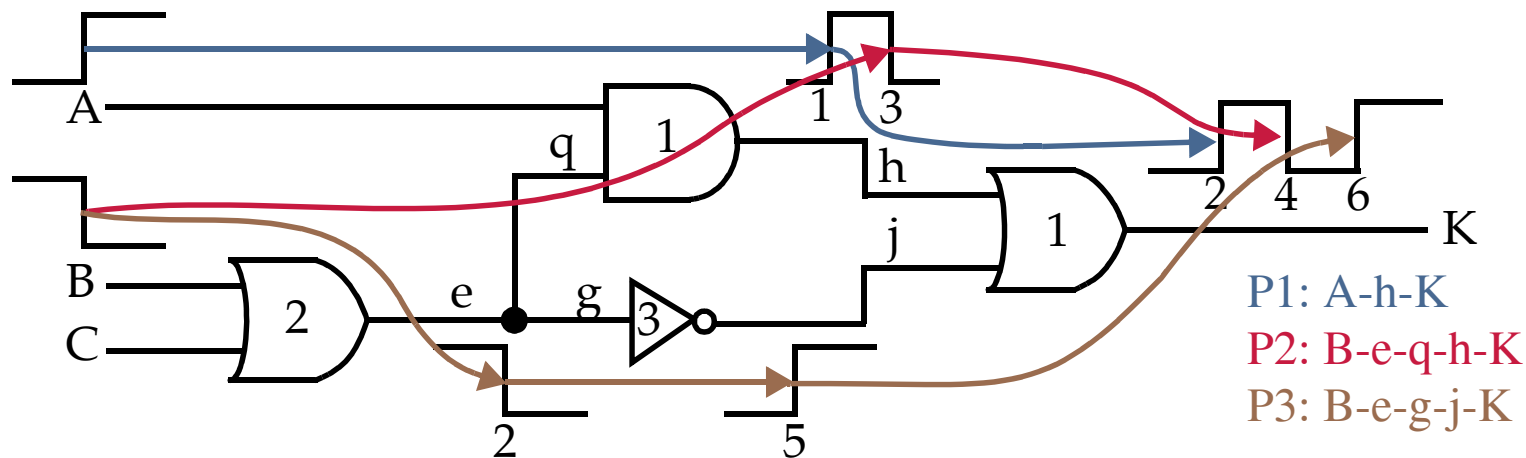 A
1 3
q
1
h
2 4 6
1
K
j
B
2
e
g
3
C
2
5
P1: A-h-K
P2: B-e-q-h-K
P3: B-e-g-j-K